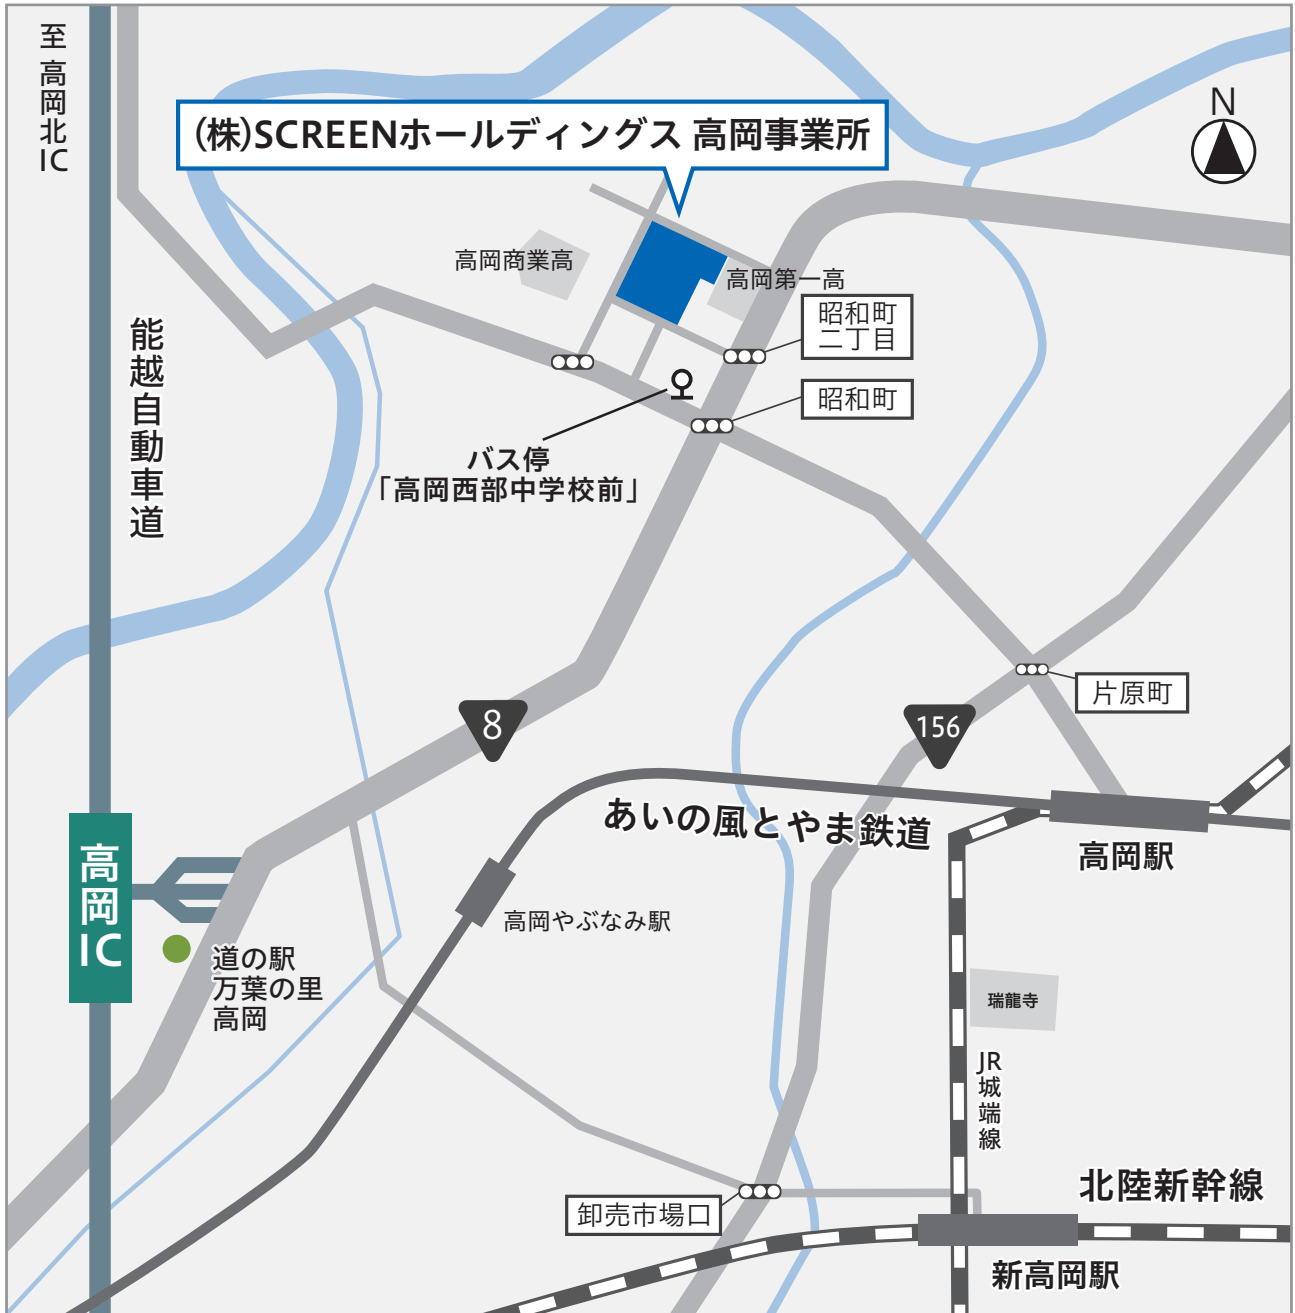 至高岡北IC
N
(株)SCREENホールディングス 高岡事業所
高岡商業高
高岡第一高
昭和町
二丁目
昭和町
能越自動車道
バス停
「高岡西部中学校前」
片原町
8
156
あいの風とやま鉄道
高岡駅
高岡IC
高岡やぶなみ駅
道の駅
万葉の里
高岡
瑞龍寺
JR城端線
北陸新幹線
卸売市場口
新高岡駅